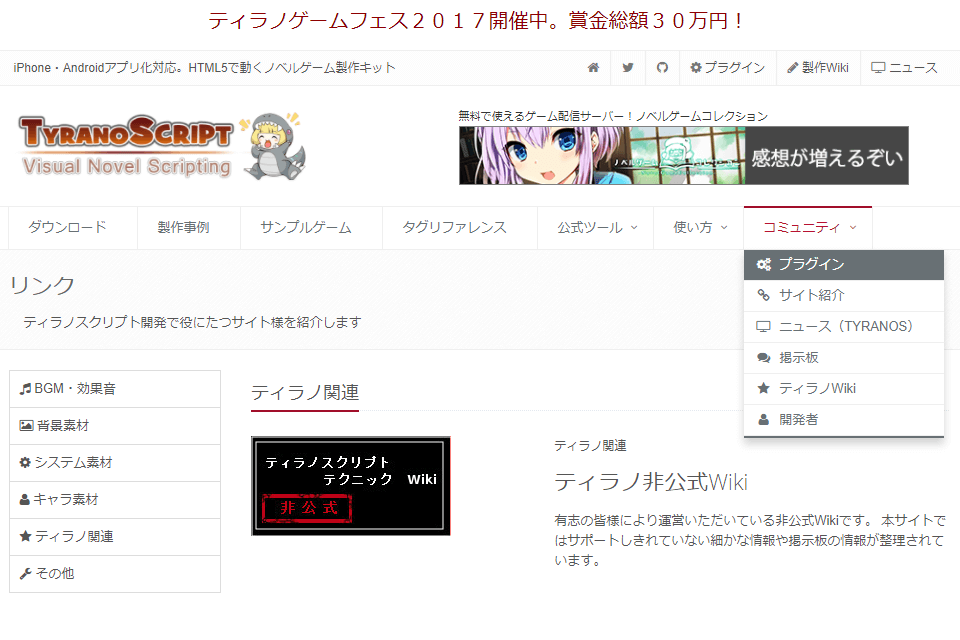 ティラノゲームフェス２０１７開催中。賞金総額３０万円！
iPhone・Androidアプリ化対応。HTML5で動くノベルゲーム製作キット
プラグイン
製作Wiki
ニュース
TYRANOSCRIPT
Visual Novel Scripting
無料で使えるゲーム配信サーバー！ノベルゲームコレクション
感想が増えるぞい
ダウンロード
製作事例
サンプルゲーム
タグリファレンス
公式ツール
使い方
コミュニティ
プラグイン
サイト紹介
ニュース（TYRANOS）
掲示板
ティラノWiki
開発者
リンク
ティラノスクリプト開発で役にたつサイト様を紹介します
BGM・効果音
背景素材
システム素材
キャラ素材
ティラノ関連
その他
ティラノ関連
ティラノスクリプト
テクニック Wiki
非公式
ティラノ関連
ティラノ非公式Wiki
有志の皆様により運営いただいている非公式Wikiです。 本サイトで
はサポートしきれていない細かな情報や掲示板の情報が整理されて
います。